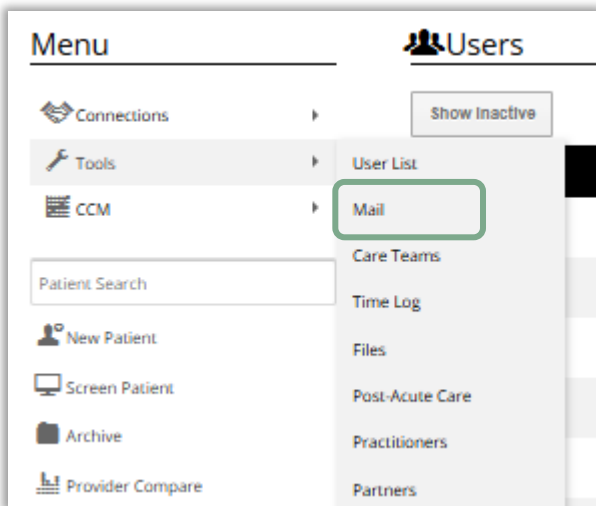 Menu
Users
Connections
Show Inactive
Tools
User List
CCM
Mail
Care Teams
Patient Search
Time Log
New Patient
Files
Screen Patient
Post-Acute Care
Archive
Practitioners
Provider Compare
Partners